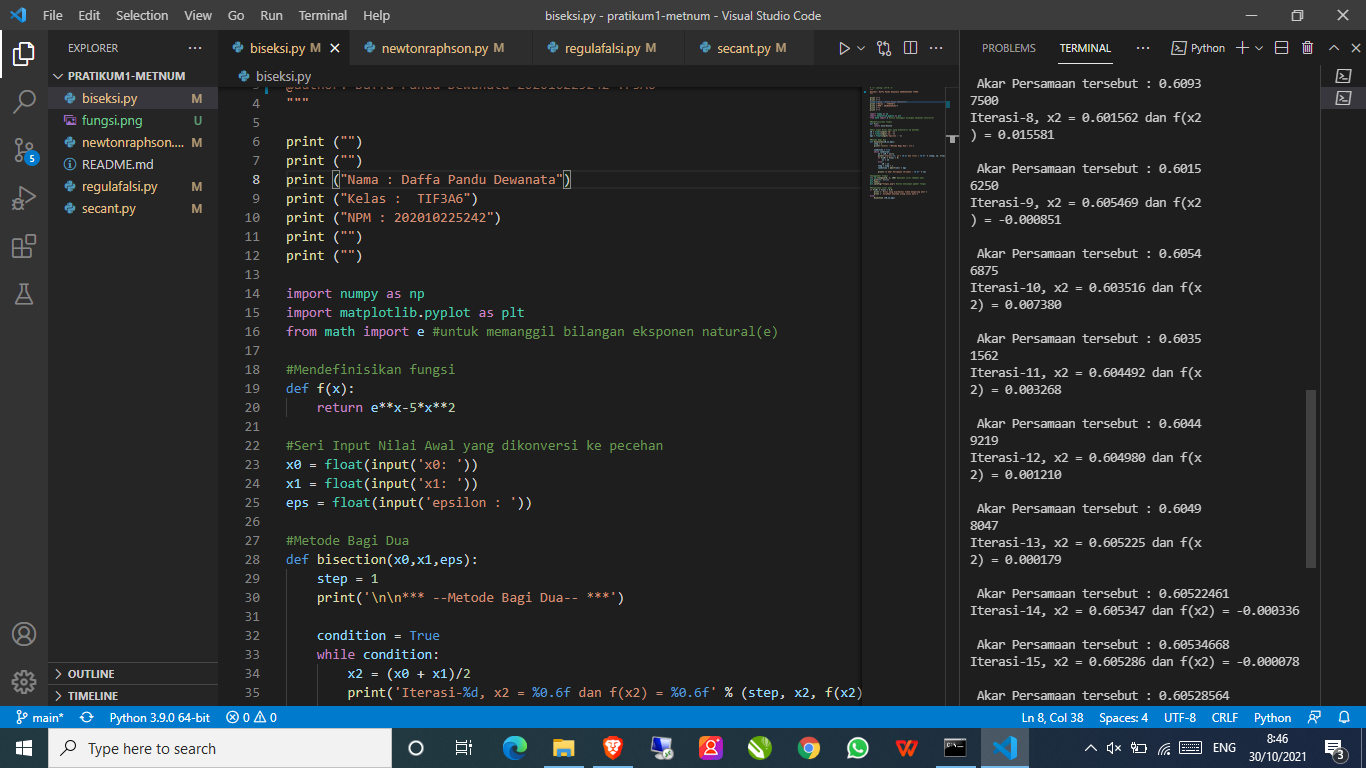 File Edit Selection View Go Run Terminal Help
biseksi.py - pratikum1-metnum - Visual Studio Code
EXPLORER
PRATIKUM1-METNUM
biseksi.py M
fungsi.png U
newtonraphson.... M
README.md
regulafalsi.py M
secant.py M
OUTLINE
TIMELINE
5
biseksi.py M newtonraphson.py M regulafalsi.py M secant.py M
biseksi.py
4 """
5
6 print ("")
7 print ("")
8 print ("Nama : Daffa Pandu Dewanata")
9 print ("Kelas :  TIF3A6")
10 print ("NPM : 202010225242")
11 print ("")
12 print ("")
13
14 import numpy as np
15 import matplotlib.pyplot as plt
16 from math import e #untuk memanggil bilangan eksponen natural(e)
17
18 #Mendefinisikan fungsi
19 def f(x):
20 return e**x-5*x**2
21
22 #Seri Input Nilai Awal yang dikonversi ke pecehan
23 x0 = float(input('x0: '))
24 x1 = float(input('x1: '))
25 eps = float(input('epsilon : '))
26
27 #Metode Bagi Dua
28 def bisection(x0,x1,eps):
29 step = 1
30 print('\n\n*** --Metode Bagi Dua-- ***')
31
32 condition = True
33 while condition:
34 x2 = (x0 + x1)/2
35 print('Iterasi-%d, x2 = %0.6f dan f(x2) = %0.6f' % (step, x2, f(x2)
PROBLEMS TERMINAL Python
Akar Persamaan tersebut : 0.6093
7500
Iterasi-8, x2 = 0.601562 dan f(x2
) = 0.015581
Akar Persamaan tersebut : 0.6015
6250
Iterasi-9, x2 = 0.605469 dan f(x2
) = -0.000851
Akar Persamaan tersebut : 0.6054
6875
Iterasi-10, x2 = 0.603516 dan f(x
2) = 0.007380
Akar Persamaan tersebut : 0.6035
1562
Iterasi-11, x2 = 0.604492 dan f(x
2) = 0.003268
Akar Persamaan tersebut : 0.6044
9219
Iterasi-12, x2 = 0.604980 dan f(x
2) = 0.001210
Akar Persamaan tersebut : 0.6049
8047
Iterasi-13, x2 = 0.605225 dan f(x
2) = 0.000179
Akar Persamaan tersebut : 0.60522461
Iterasi-14, x2 = 0.605347 dan f(x2) = -0.000336
Akar Persamaan tersebut : 0.60534668
Iterasi-15, x2 = 0.605286 dan f(x2) = -0.000078
Akar Persamaan tersebut : 0.60528564
main* Python 3.9.0 64-bit 0 0 Ln 8, Col 38 Spaces: 4 UTF-8 CRLF Python
Type here to search
ENG
8:46
30/10/2021
3